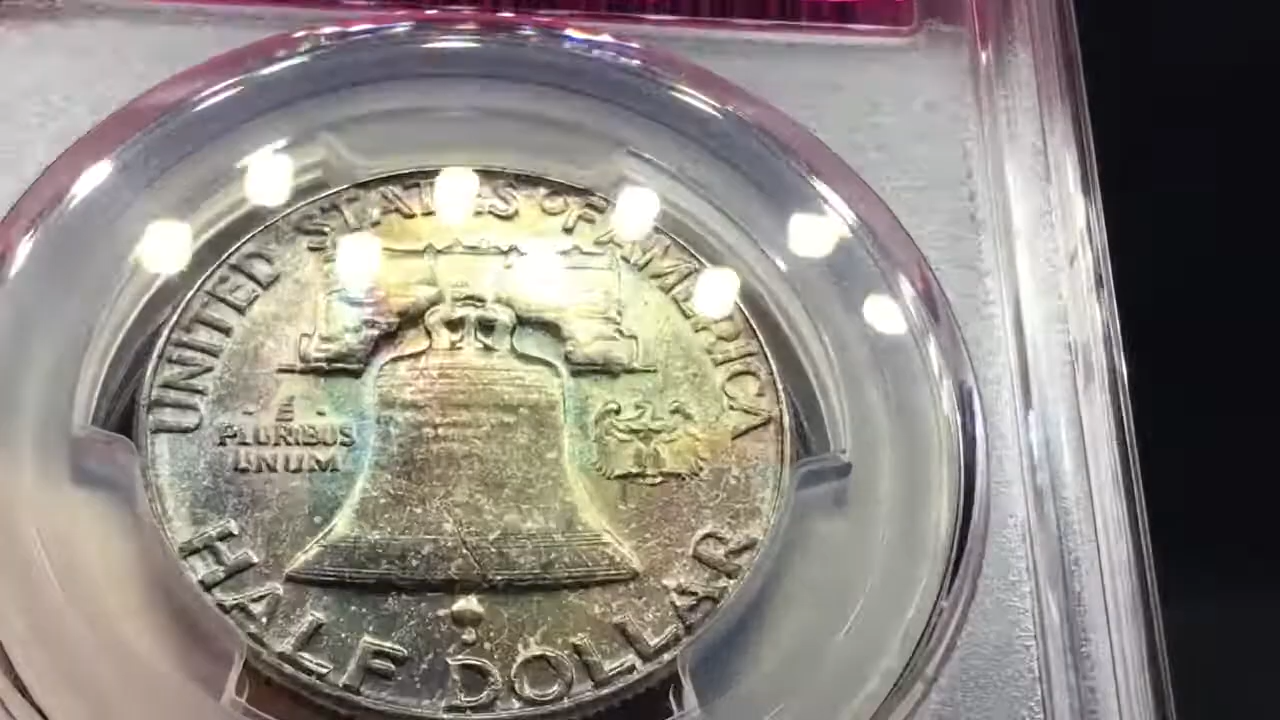 UNITED STATES OF AMERICA
E
PLURIBUS
UNUM
HALF DOLLAR